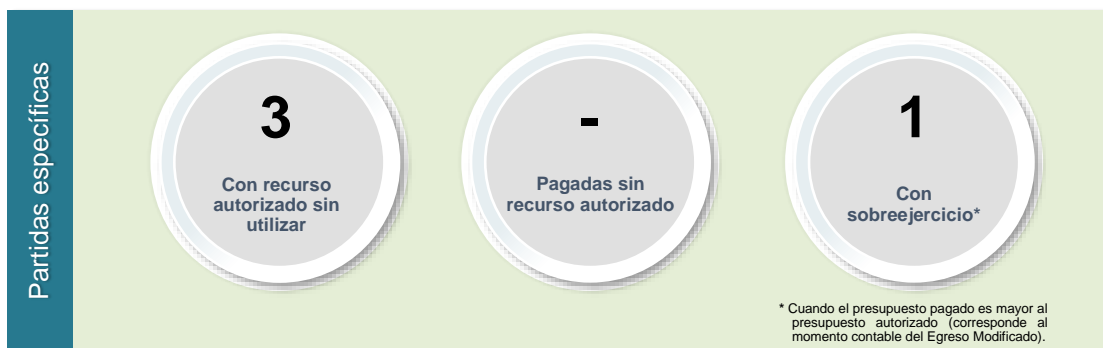 Partidas específicas
3
Con recurso
autorizado sin
utilizar
-
Pagadas sin
recurso autorizado
1
Con
sobreejercicio*
* Cuando el presupuesto pagado es mayor al
presupuesto autorizado (corresponde al
momento contable del Egreso Modificado).